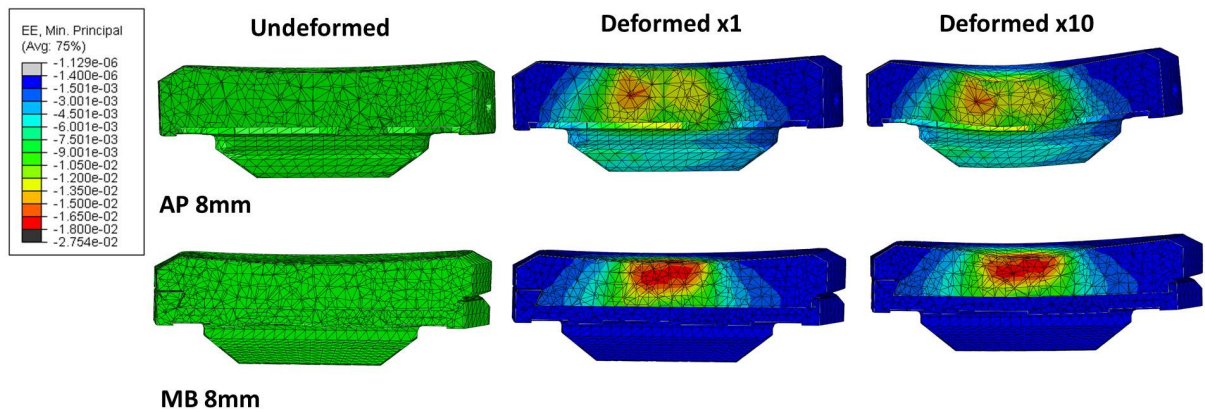 Undeformed
Deformed x1
Deformed x10
EE, Min. Principal
(Avg: 75%)
-1.129e-06
-1.400e-06
-1.501e-03
-3.001e-03
-4.501e-03
-6.001e-03
-7.501e-03
-9.001e-03
-1.050e-02
-1.200e-02
-1.350e-02
-1.500e-02
-1.650e-02
-1.800e-02
-2.754e-02
AP 8mm
MB 8mm